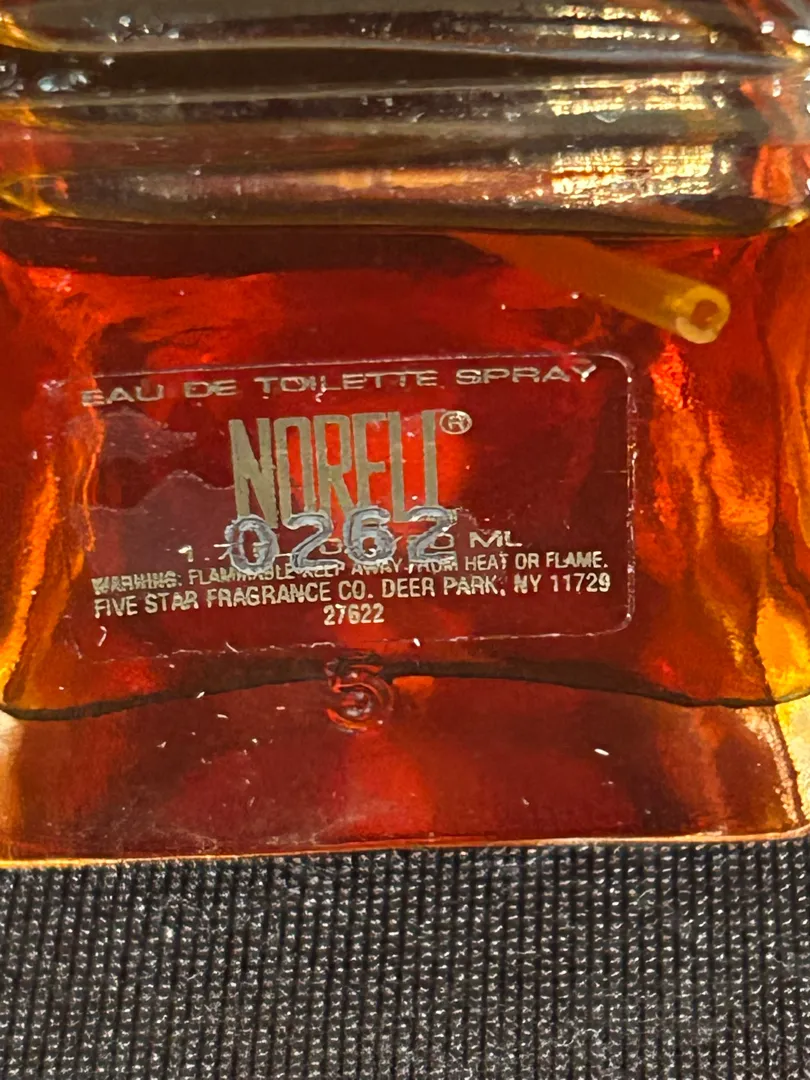 EAU DE TOILETTE SPRAY
NORELL®
0262
1. ML
WARNING: FLAMMABLE KEEP AWAY FROM HEAT OR FLAME.
FIVE STAR FRAGRANCE CO. DEER PARK, NY 11729
27622
5